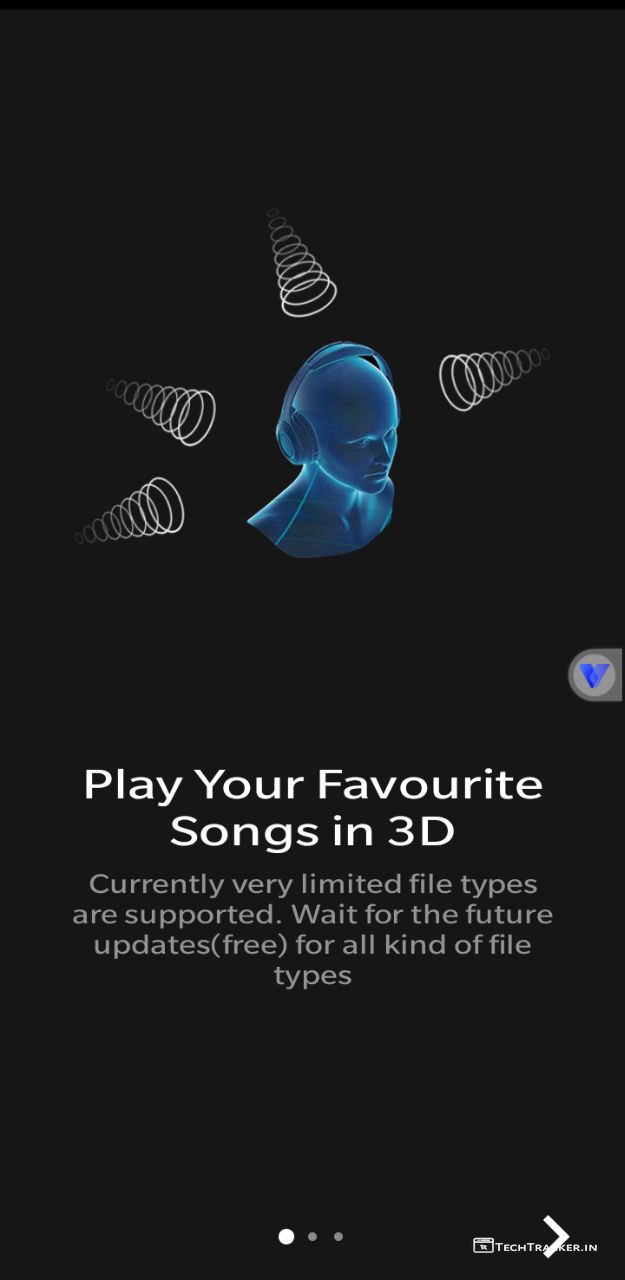 Play Your Favourite
Songs in 3D
Currently very limited file types
are supported. Wait for the future
updates(free) for all kind of file
types
TECHTRACKER.IN